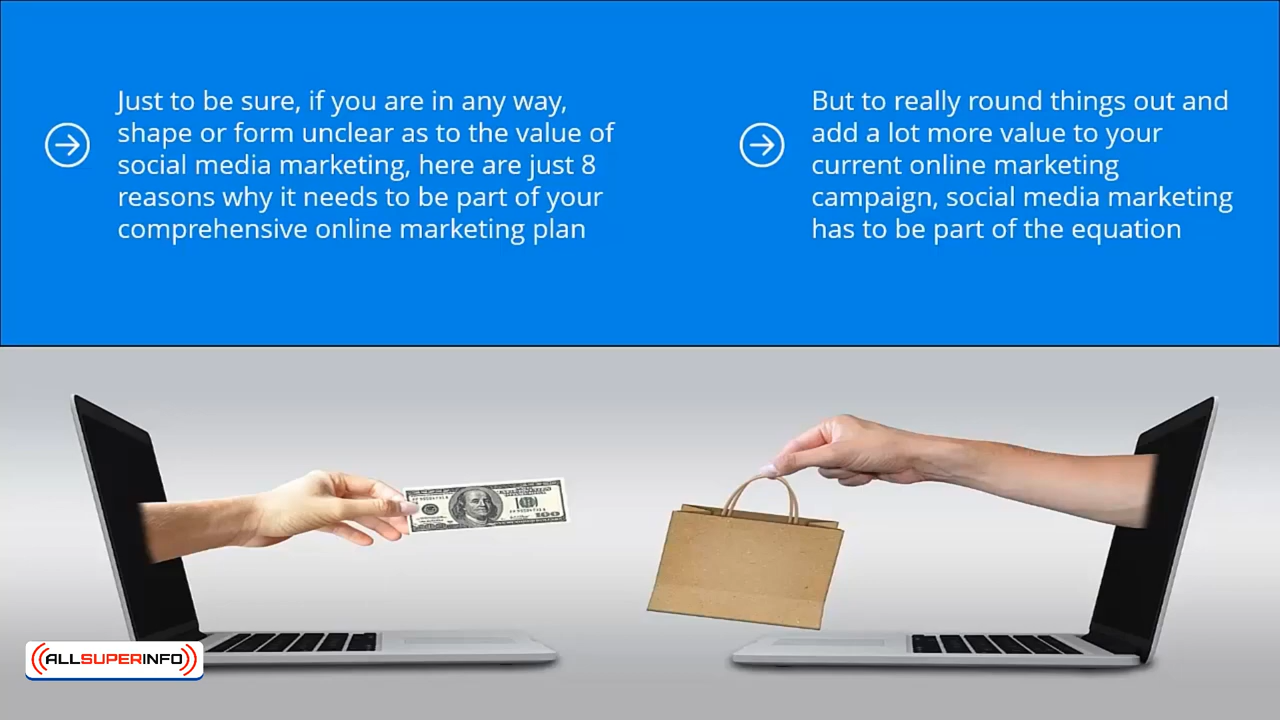 Just to be sure, if you are in any way,
shape or form unclear as to the value of
social media marketing, here are just 8
reasons why it needs to be part of your
comprehensive online marketing plan
But to really round things out and
add a lot more value to your
current online marketing
campaign, social media marketing
has to be part of the equation
100
ALLSUPERINFO